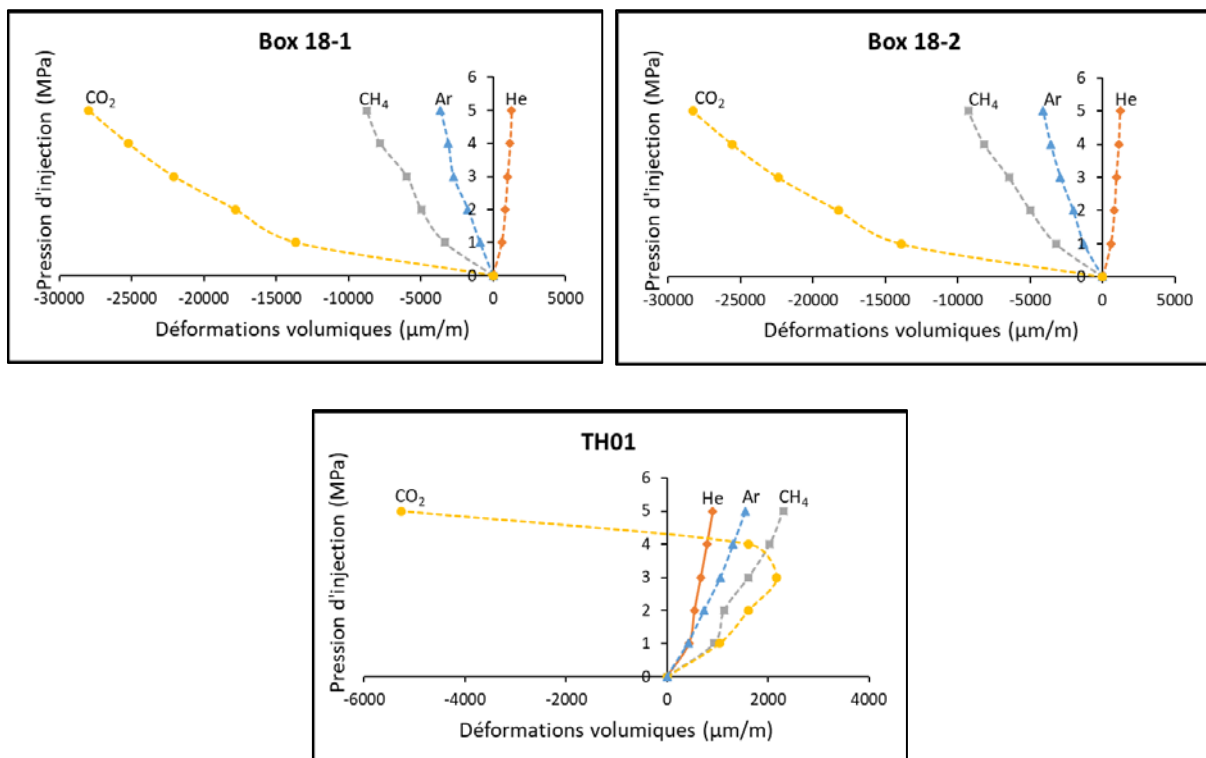 Box 18-1
Pression d'injection (MPa)
6
5
4
3
2
1
0
CO₂
CH₄
Ar
He
-30000 -25000 -20000 -15000 -10000 -5000 0 5000
Déformations volumiques (µm/m)
Box 18-2
Pression d'injection (MPa)
6
5
4
3
2
1
0
CO₂
CH₄
Ar
He
-30000 -25000 -20000 -15000 -10000 -5000 0 5000
Déformations volumiques (µm/m)
TH01
Pression d'injection (MPa)
6
5
4
3
2
1
0
CO₂
He
Ar
CH₄
-6000 -4000 -2000 0 2000 4000
Déformations volumiques (µm/m)